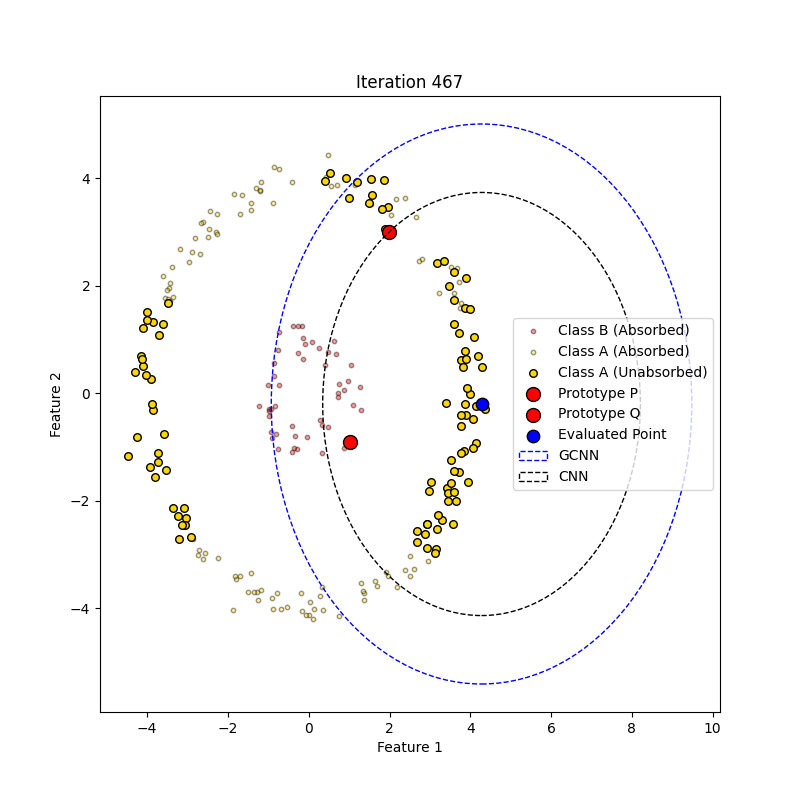 Iteration 467
Feature 2
4
2
0
−2
−4
Class B (Absorbed)
Class A (Absorbed)
Class A (Unabsorbed)
Prototype P
Prototype Q
Evaluated Point
GCNN
CNN
−4 −2 0 2 4 6 8 10
Feature 1